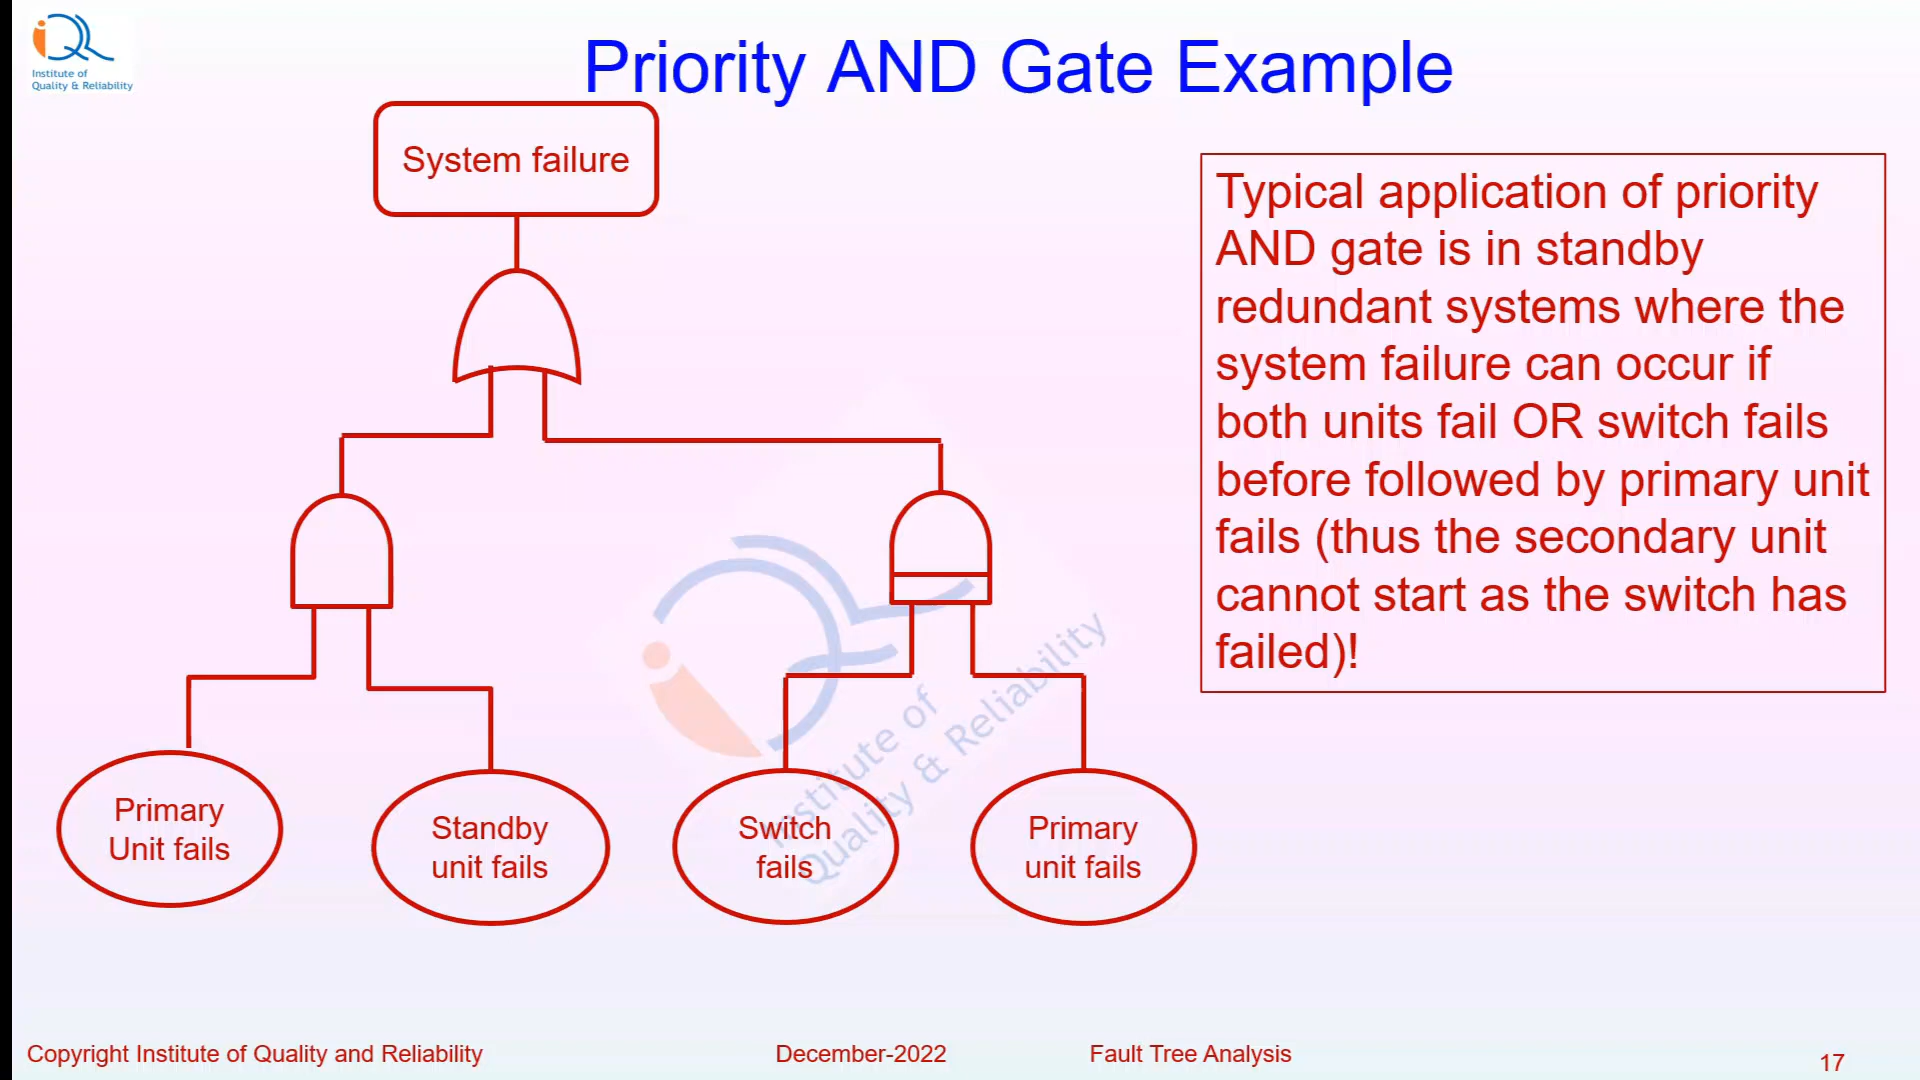 Institute of
Quality & Reliability
Priority AND Gate Example
System failure
Typical application of priority
AND gate is in standby
redundant systems where the
system failure can occur if
both units fail OR switch fails
before followed by primary unit
fails (thus the secondary unit
cannot start as the switch has
failed)!
Primary
Unit fails
Standby
unit fails
Switch
fails
Primary
unit fails
Institute of
Quality & Reliability
Copyright Institute of Quality and Reliability
December-2022
Fault Tree Analysis
17